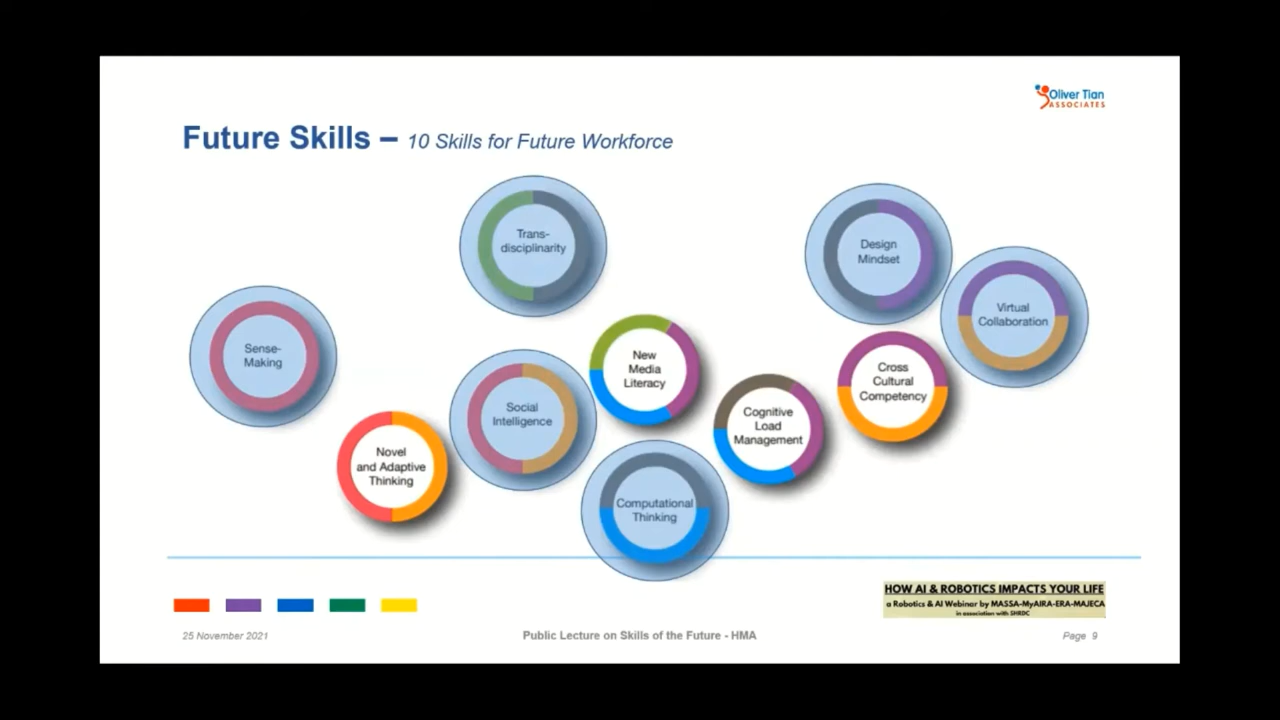 Oliver Tian
ASSOCIATES
Future Skills – 10 Skills for Future Workforce
Trans-
disciplinarity
Design
Mindset
Virtual
Collaboration
Sense-
Making
New
Media
Literacy
Cross
Cultural
Competency
Social
Intelligence
Cognitive
Load
Management
Novel
and Adaptive
Thinking
Computational
Thinking
HOW AI & ROBOTICS IMPACTS YOUR LIFE
a Robotics & AI Webinar by MASSA-MyAIRA-ERA-MAJECA
in association with SHRDC
25 November 2021
Public Lecture on Skills of the Future - HMA
Page 9